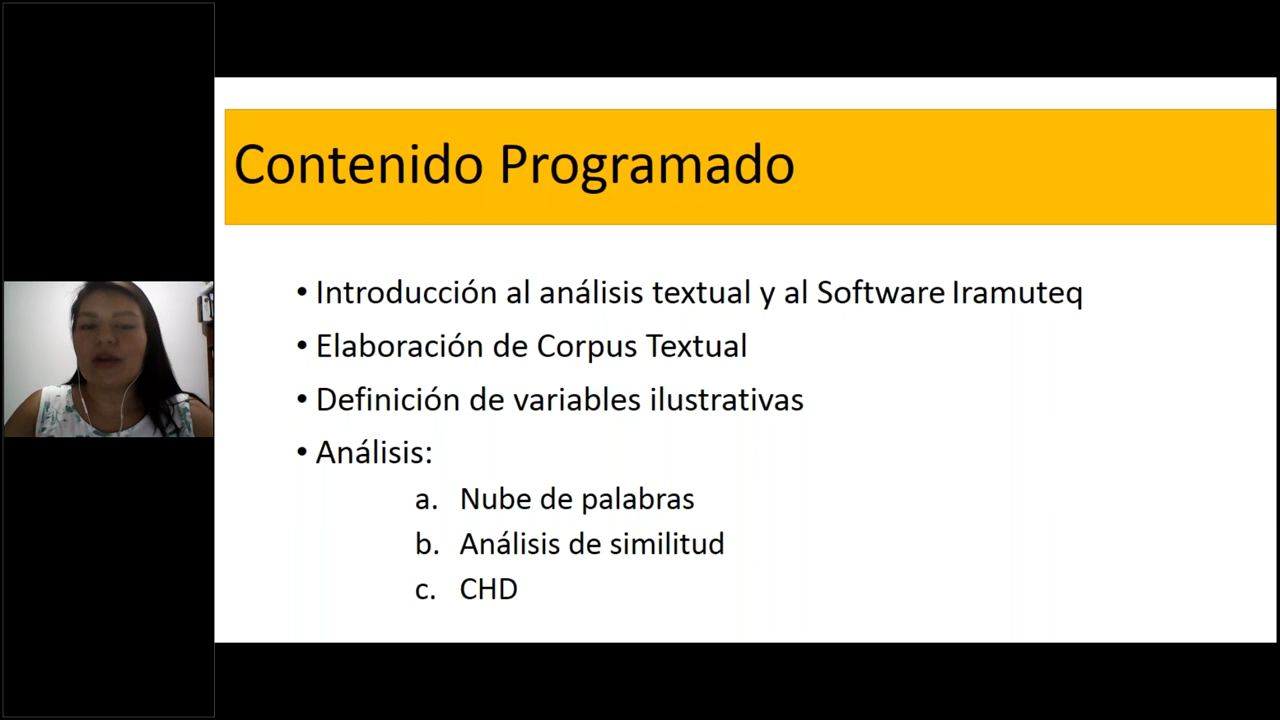 Contenido Programado
• Introducción al análisis textual y al Software Iramuteq
• Elaboración de Corpus Textual
• Definición de variables ilustrativas
• Análisis:
a. Nube de palabras
b. Análisis de similitud
c. CHD